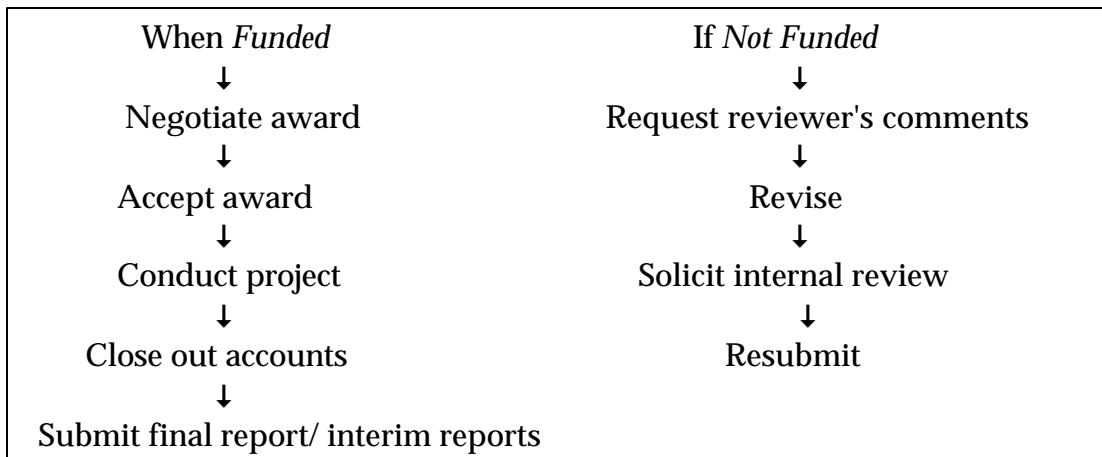 When Funded
↓
Negotiate award
↓
Accept award
↓
Conduct project
↓
Close out accounts
↓
Submit final report/ interim reports
If Not Funded
↓
Request reviewer's comments
↓
Revise
↓
Solicit internal review
↓
Resubmit